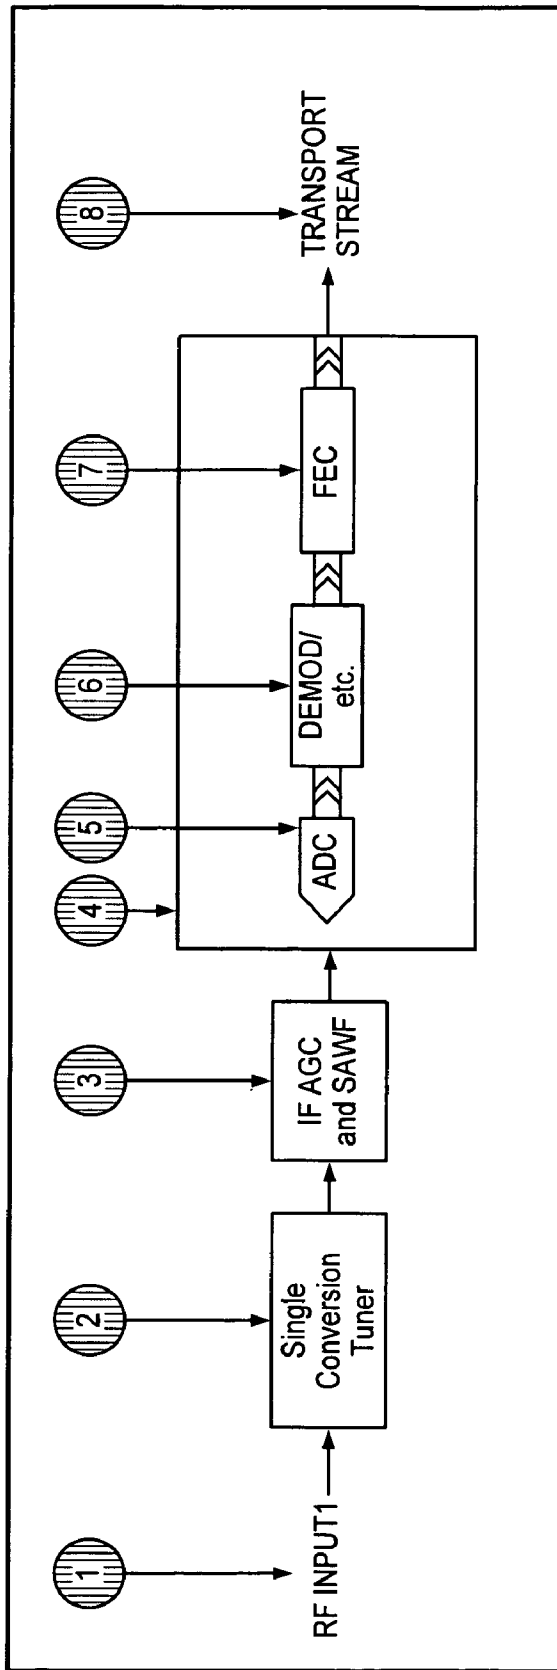 1
2
3
4
5
6
7
8
RF INPUT1
Single
Conversion
Tuner
IF AGC
and SAWF
ADC
DEMOD/
etc.
FEC
TRANSPORT
STREAM